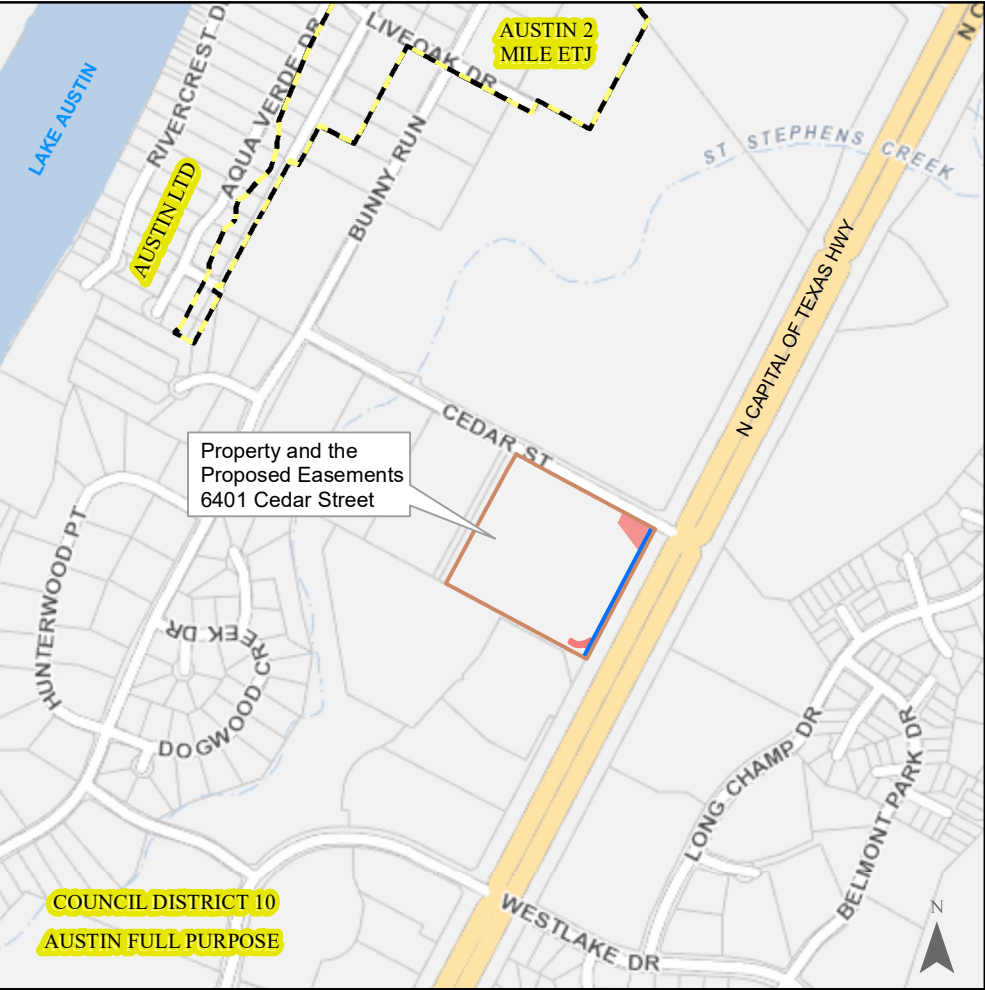 AUSTIN 2
MILE ETJ
LIVEOAK DR
RIVERCREST D
AQUA VERDE DR
N C
LAKE AUSTIN
AUSTIN LTD
BUNNY RUN
ST STEPHENS CREEK
N CAPITAL OF TEXAS HWY
CEDAR ST
Property and the
Proposed Easements
6401 Cedar Street
HUNTERWOOD PT
DOGWOOD CREEK DR
LONG CHAMP DR
BELMONT PARK DR
WESTLAKE DR
COUNCIL DISTRICT 10
AUSTIN FULL PURPOSE
N